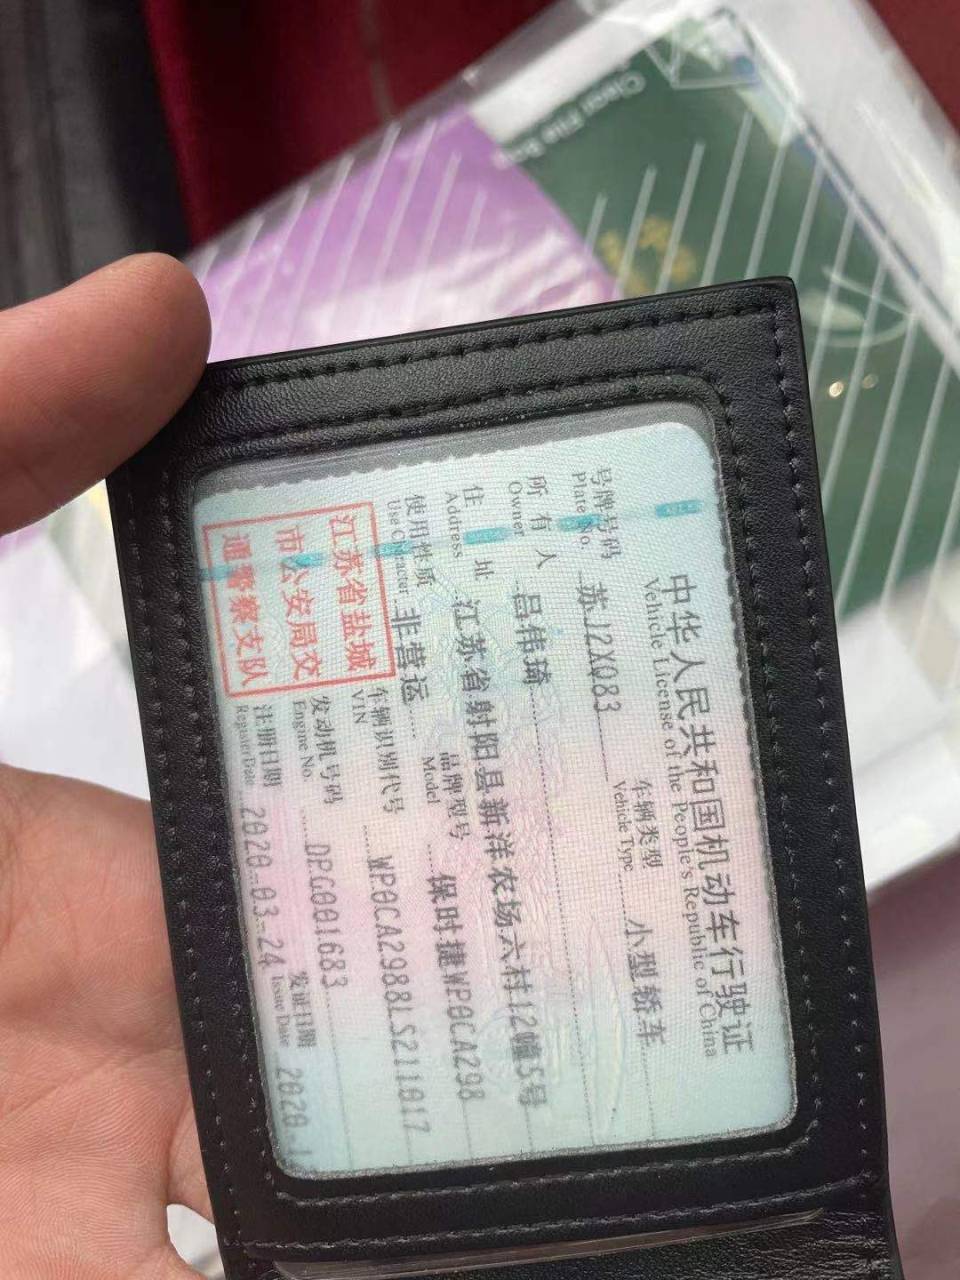 中华人民共和国机动车行驶证
Vehicle License of the People's Republic of China
号牌号码 苏J2XQ83 车辆类型 小型轿车
Plate No. Vehicle Type
所有人 吕伟琦
Owner
住址 江苏省射阳县新洋农场六村12幢5号
Address
使用性质 非营运 品牌型号 保时捷WP0CA298
Use Character Model
江苏省盐城
市公安局交
通警察支队
车辆识别代号 WP0CA2988LS211017
VIN
发动机号码 DPG001683
Engine No.
注册日期 2020-03-24 发证日期 2020-1
Register Date Issue Date
Clear File Bag